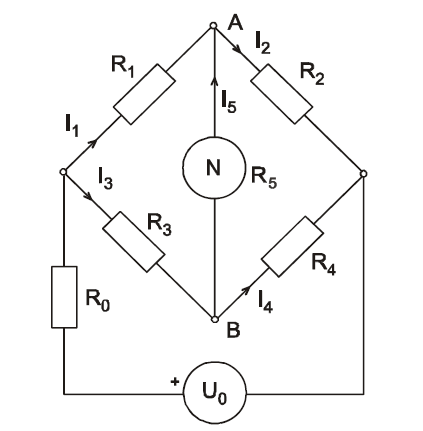 A
I₂
R₁
R₂
I₁
I₅
N
R₅
I₃
R₃
R₄
I₄
R₀
B
+
U₀